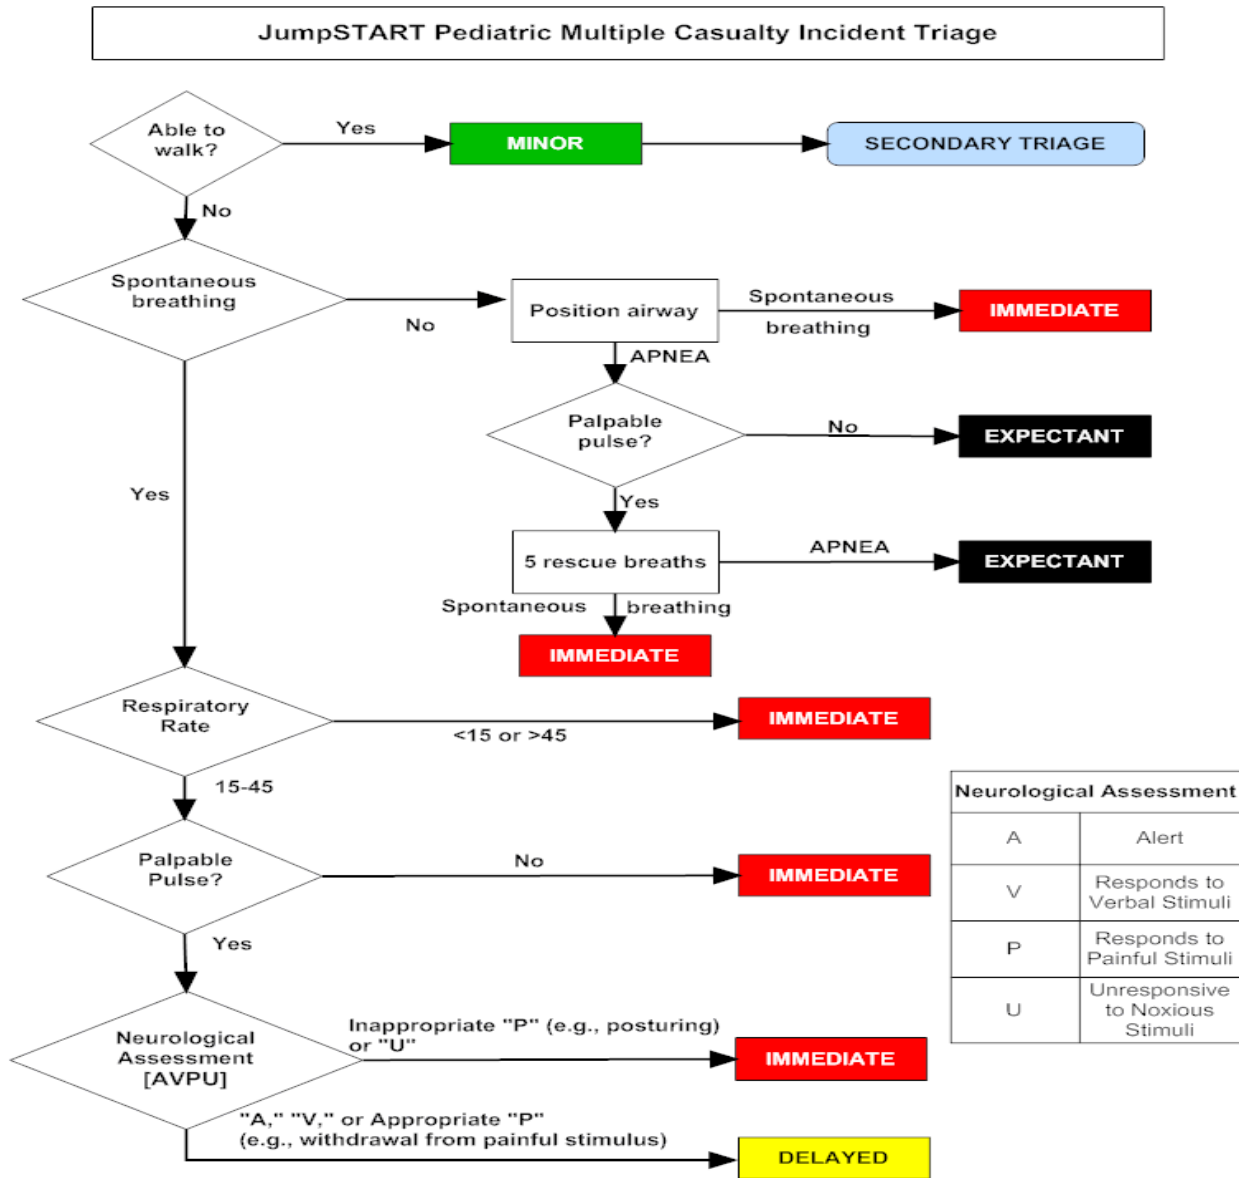 JumpSTART Pediatric Multiple Casualty Incident Triage
Able to
walk?
Yes
MINOR
SECONDARY TRIAGE
No
Spontaneous
breathing
No
Position airway
Spontaneous
breathing
IMMEDIATE
APNEA
Palpable
pulse?
No
EXPECTANT
Yes
Yes
5 rescue breaths
APNEA
EXPECTANT
Spontaneous breathing
IMMEDIATE
Respiratory
Rate
<15 or >45
IMMEDIATE
15-45
Palpable
Pulse?
No
IMMEDIATE
Yes
Neurological
Assessment
[AVPU]
Inappropriate "P" (e.g., posturing)
or "U"
IMMEDIATE
"A," "V," or Appropriate "P"
(e.g., withdrawal from painful stimulus)
DELAYED
Neurological Assessment
A Alert
V Responds to
Verbal Stimuli
P Responds to
Painful Stimuli
U Unresponsive
to Noxious
Stimuli